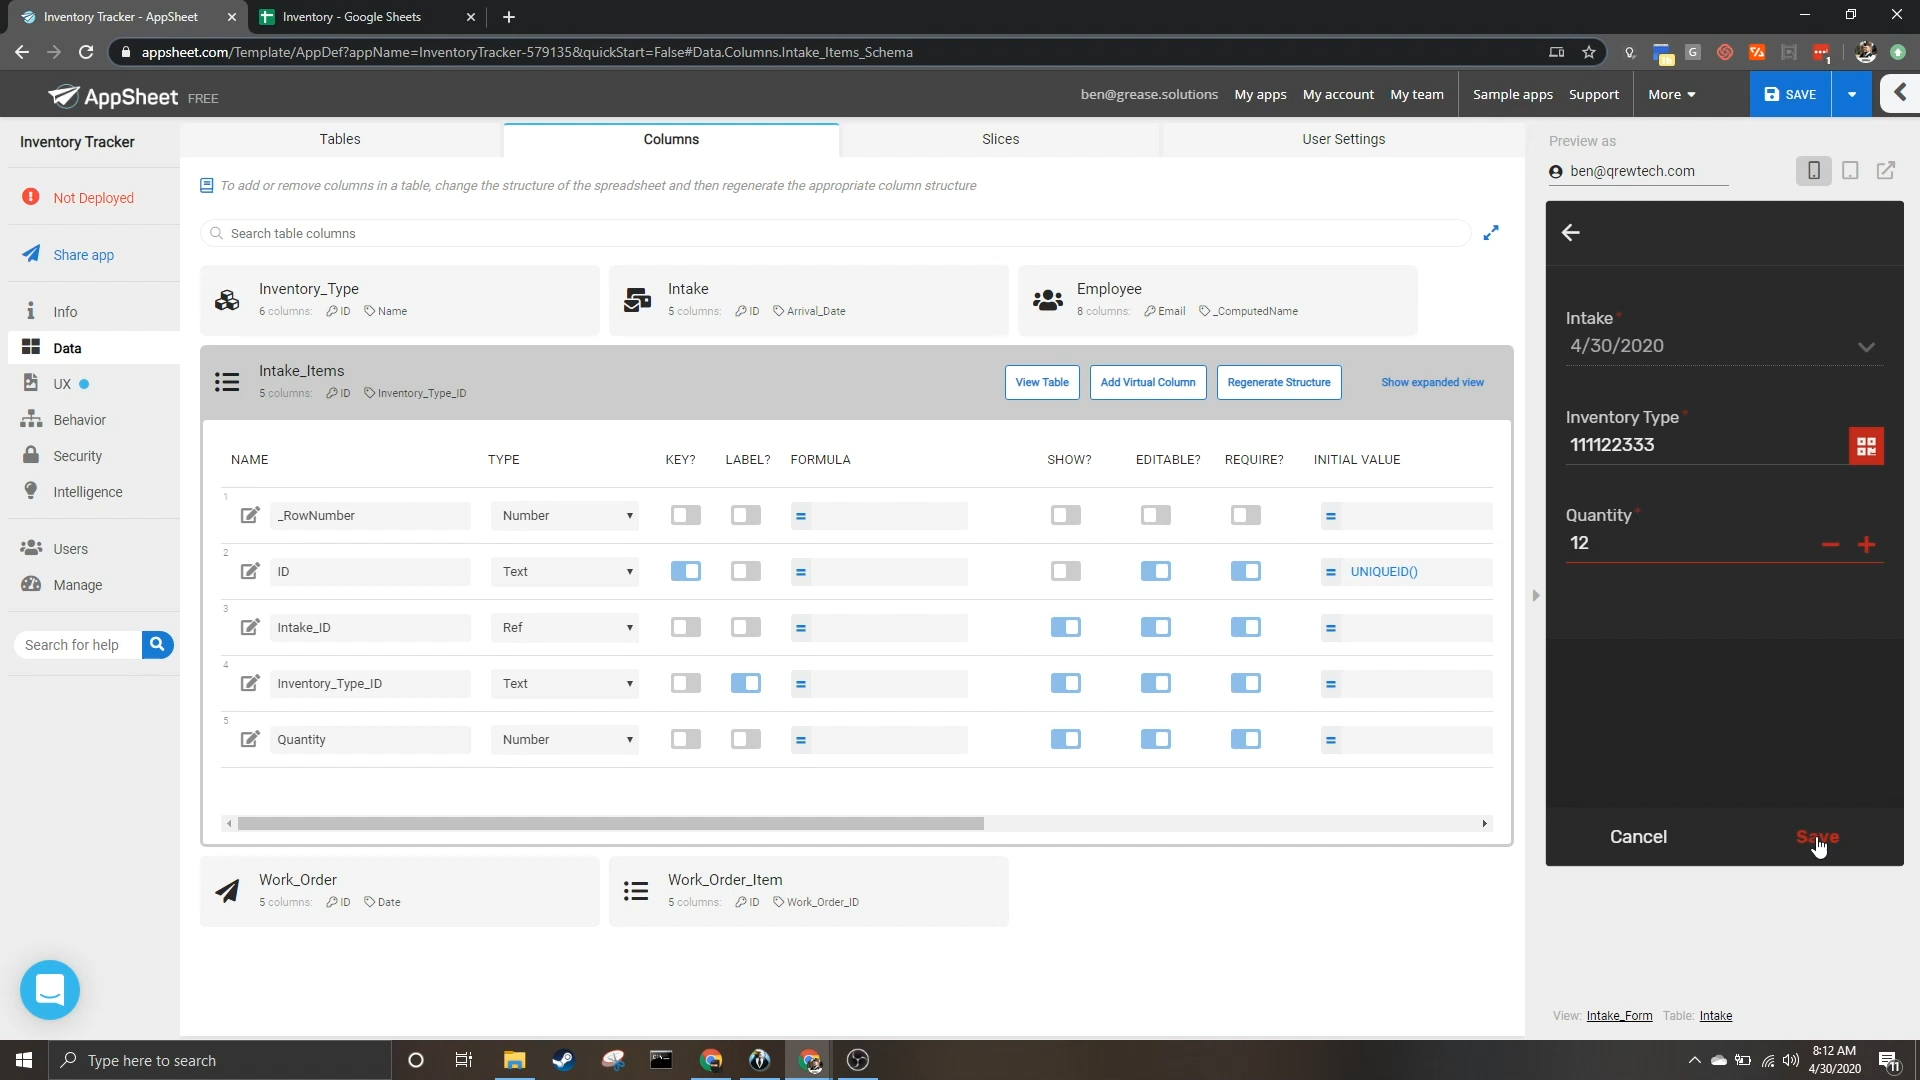 Inventory Tracker - AppSheet
Inventory - Google Sheets
appsheet.com/Template/AppDef?appName=InventoryTracker-579135&quickStart=False#Data.Columns.Intake_Items_Schema
AppSheet FREE
ben@grease.solutions My apps My account My team Sample apps Support More SAVE
Inventory Tracker
Not Deployed
Share app
Info
Data
UX
Behavior
Security
Intelligence
Users
Manage
Search for help
Tables Columns Slices User Settings
To add or remove columns in a table, change the structure of the spreadsheet and then regenerate the appropriate column structure
Search table columns
Inventory_Type
6 columns: ID Name
Intake
5 columns: ID Arrival_Date
Employee
8 columns: Email _ComputedName
Intake_Items
5 columns: ID Inventory_Type_ID
View Table Add Virtual Column Regenerate Structure Show expanded view
NAME TYPE KEY? LABEL? FORMULA SHOW? EDITABLE? REQUIRE? INITIAL VALUE
1
_RowNumber Number = =
2
ID Text = = UNIQUEID()
3
Intake_ID Ref = =
4
Inventory_Type_ID Text = =
5
Quantity Number = =
Work_Order
5 columns: ID Date
Work_Order_Item
5 columns: ID Work_Order_ID
Preview as
ben@qrewtech.com
Intake*
4/30/2020
Inventory Type*
111122333
Quantity*
12
Cancel Save
View: Intake_Form Table: Intake
Type here to search
8:12 AM
4/30/2020
11